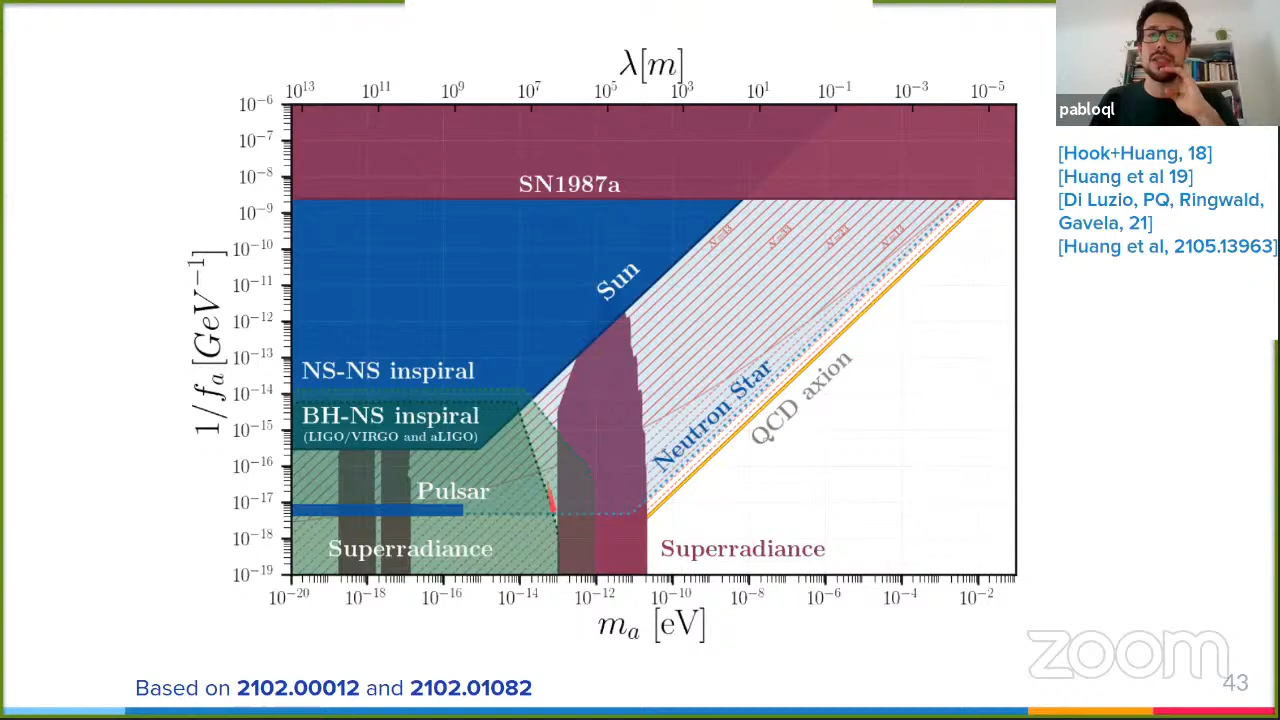 λ[m]
10^13 10^11 10^9 10^7 10^5 10^3 10^1 10^-1 10^-3 10^-5
pabloql
[Hook+Huang, 18]
[Huang et al 19]
[Di Luzio, PQ, Ringwald,
Gavela, 21]
[Huang et al, 2105.13963]
1/f_a [GeV^-1]
10^-6
10^-7
10^-8
10^-9
10^-10
10^-11
10^-12
10^-13
10^-14
10^-15
10^-16
10^-17
10^-18
10^-19
SN1987a
Sun
NS-NS inspiral
BH-NS inspiral
(LIGO/VIRGO and aLIGO)
Neutron Star
QCD axion
Pulsar
Superradiance
Superradiance
10^-20 10^-18 10^-16 10^-14 10^-12 10^-10 10^-8 10^-6 10^-4 10^-2
m_a [eV]
zoom
43
Based on 2102.00012 and 2102.01082